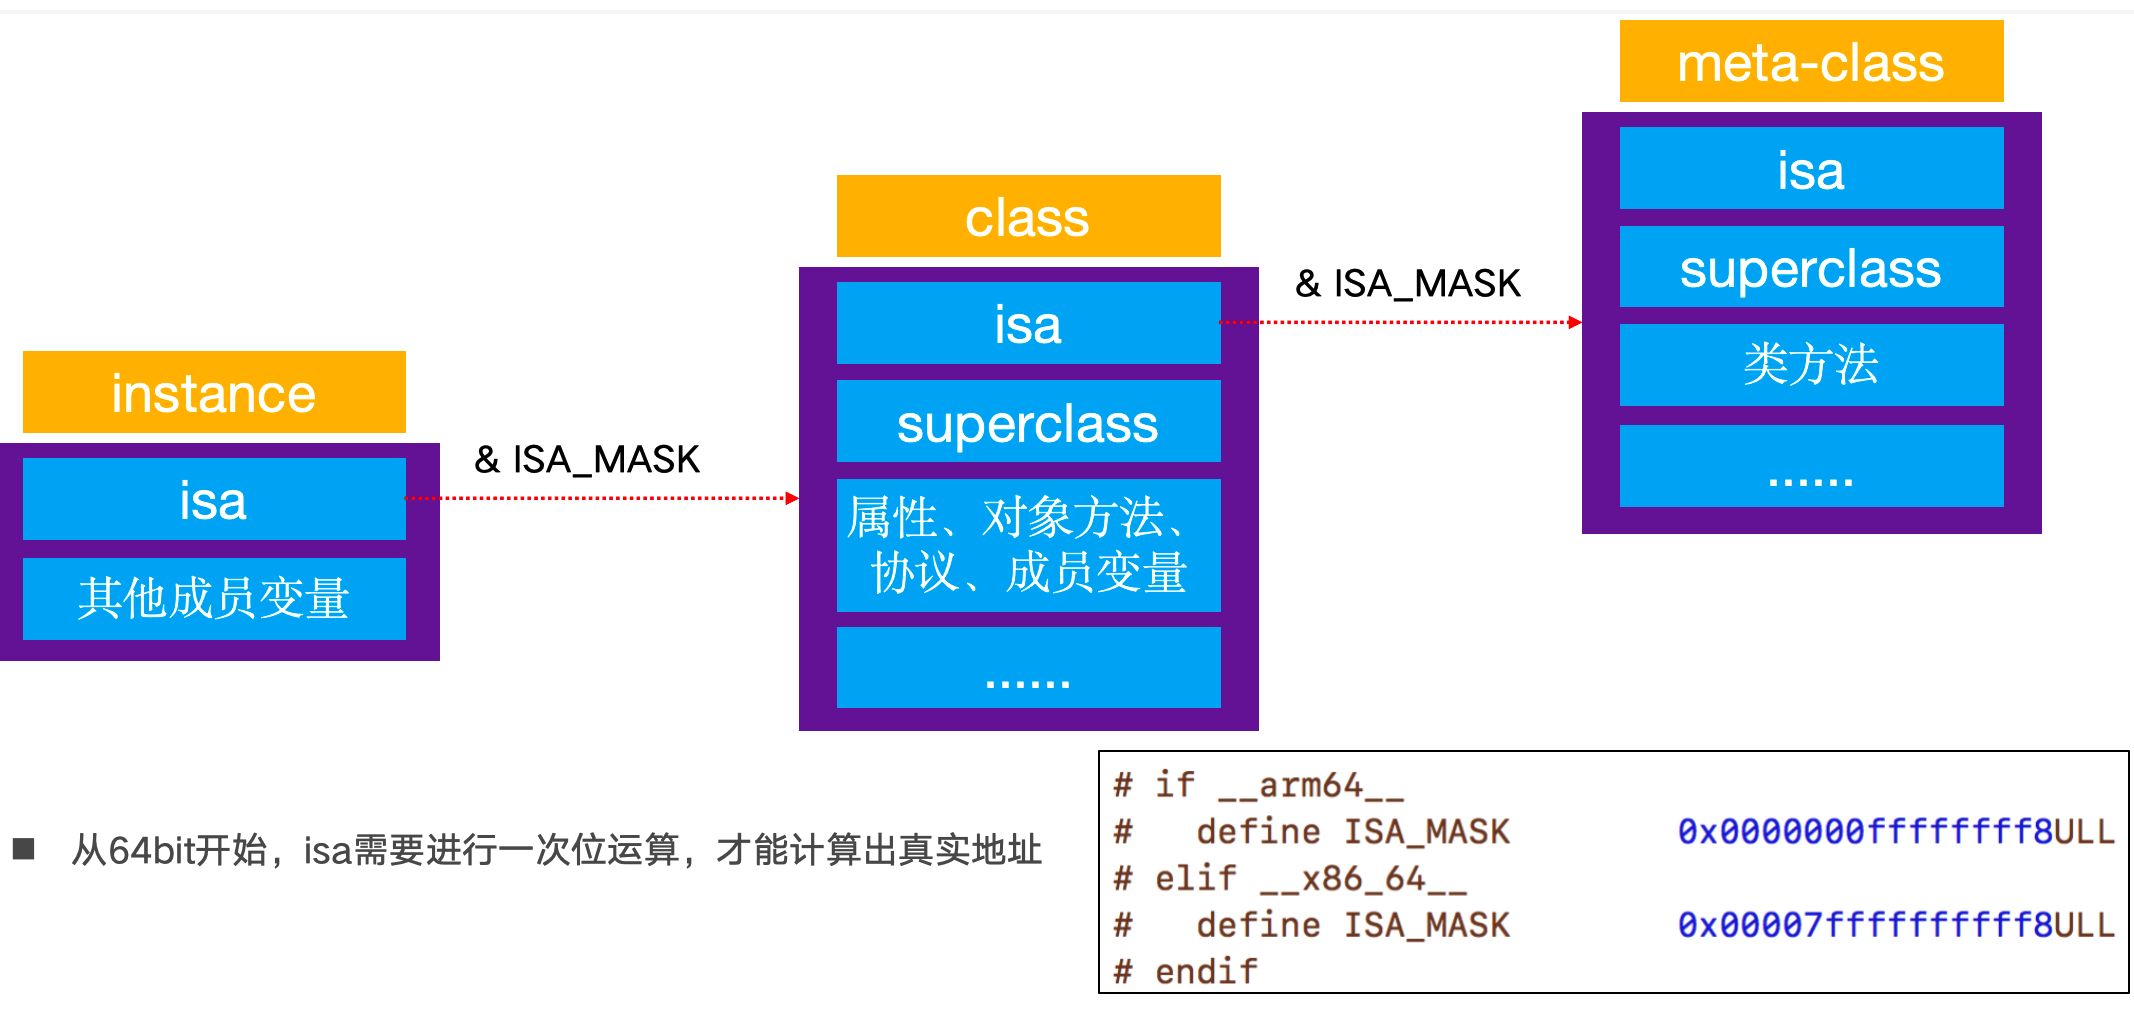 instance
isa
其他成员变量
& ISA_MASK
class
isa
superclass
属性、对象方法、
协议、成员变量
......
& ISA_MASK
meta-class
isa
superclass
类方法
......
■ 从64bit开始，isa需要进行一次位运算，才能计算出真实地址
# if __arm64__
#   define ISA_MASK        0x0000000ffffffff8ULL
# elif __x86_64__
#   define ISA_MASK        0x00007ffffffffff8ULL
# endif